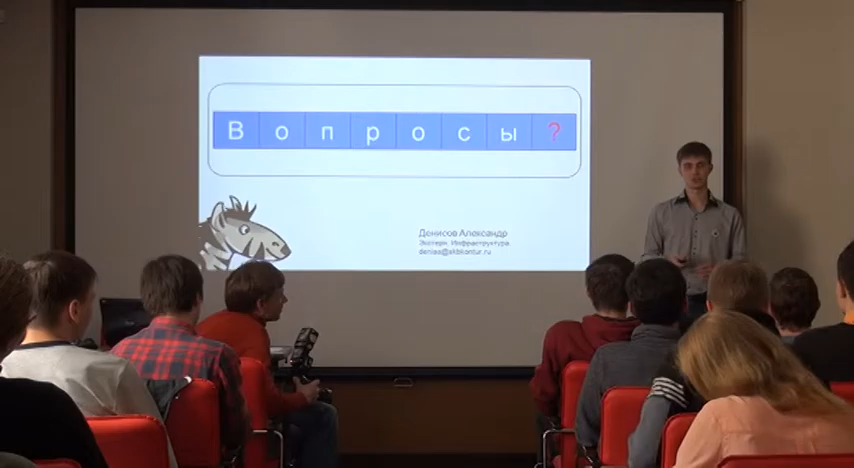 Вопросы?
Денисов Александр
Экстерн. Инфраструктура.
denisa@skbkontur.ru